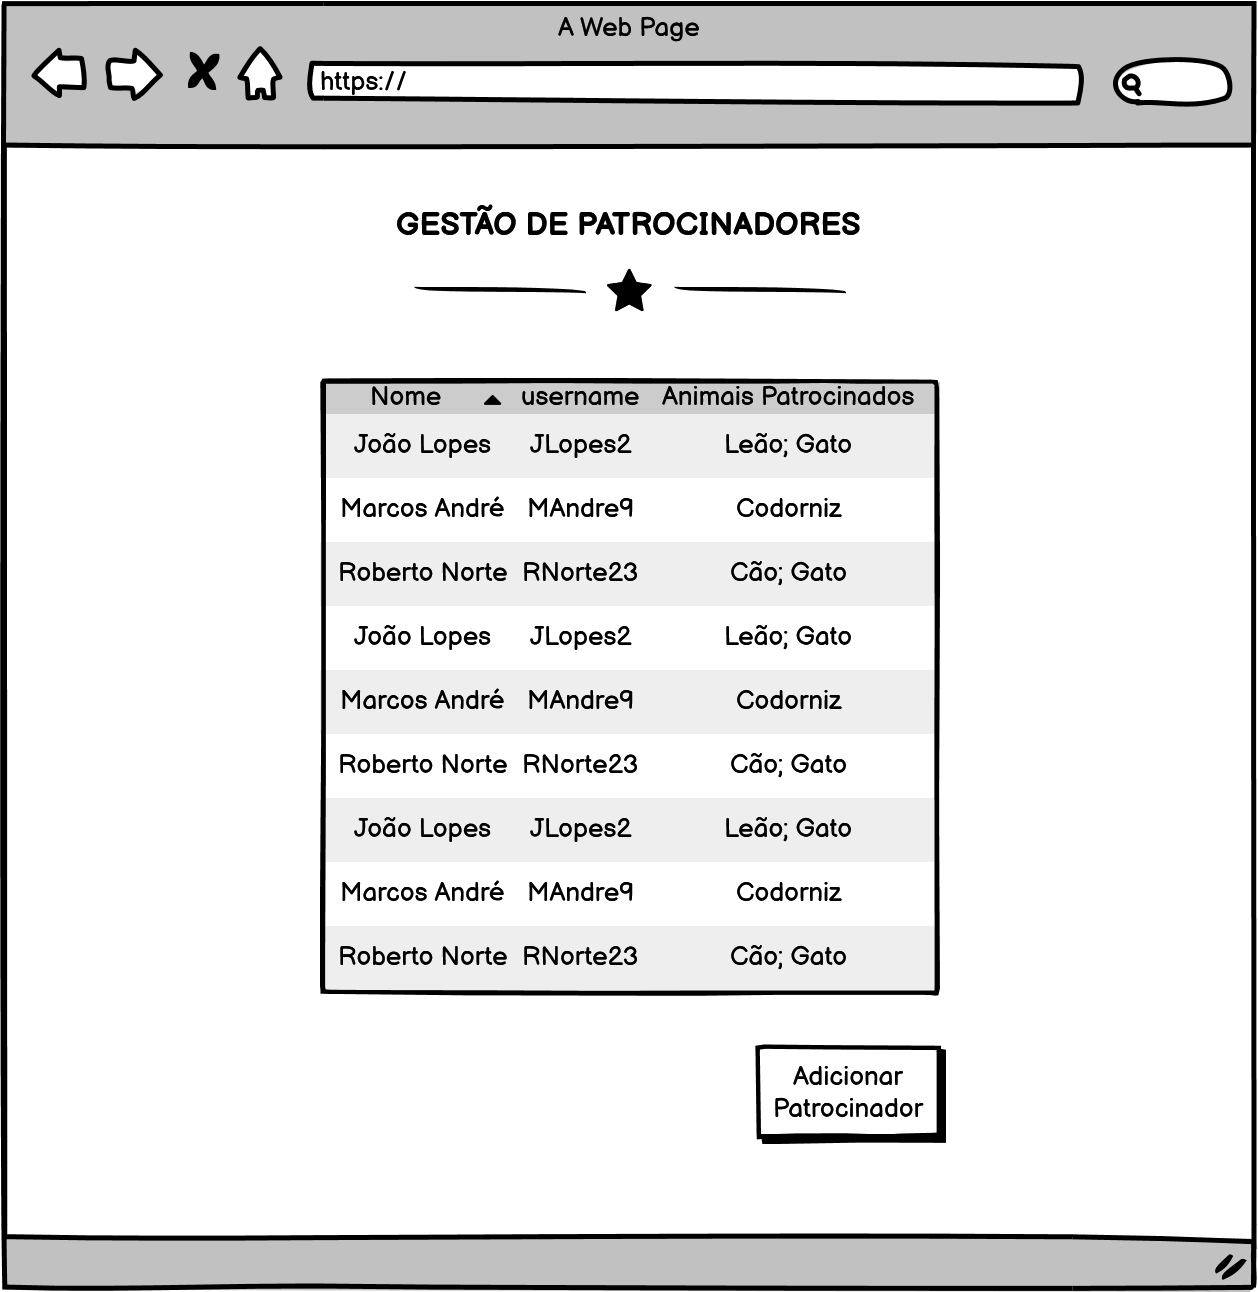 A Web Page
https://
GESTÃO DE PATROCINADORES
Nome username Animais Patrocinados
João Lopes JLopes2 Leão; Gato
Marcos André MAndre9 Codorniz
Roberto Norte RNorte23 Cão; Gato
João Lopes JLopes2 Leão; Gato
Marcos André MAndre9 Codorniz
Roberto Norte RNorte23 Cão; Gato
João Lopes JLopes2 Leão; Gato
Marcos André MAndre9 Codorniz
Roberto Norte RNorte23 Cão; Gato
Adicionar
Patrocinador